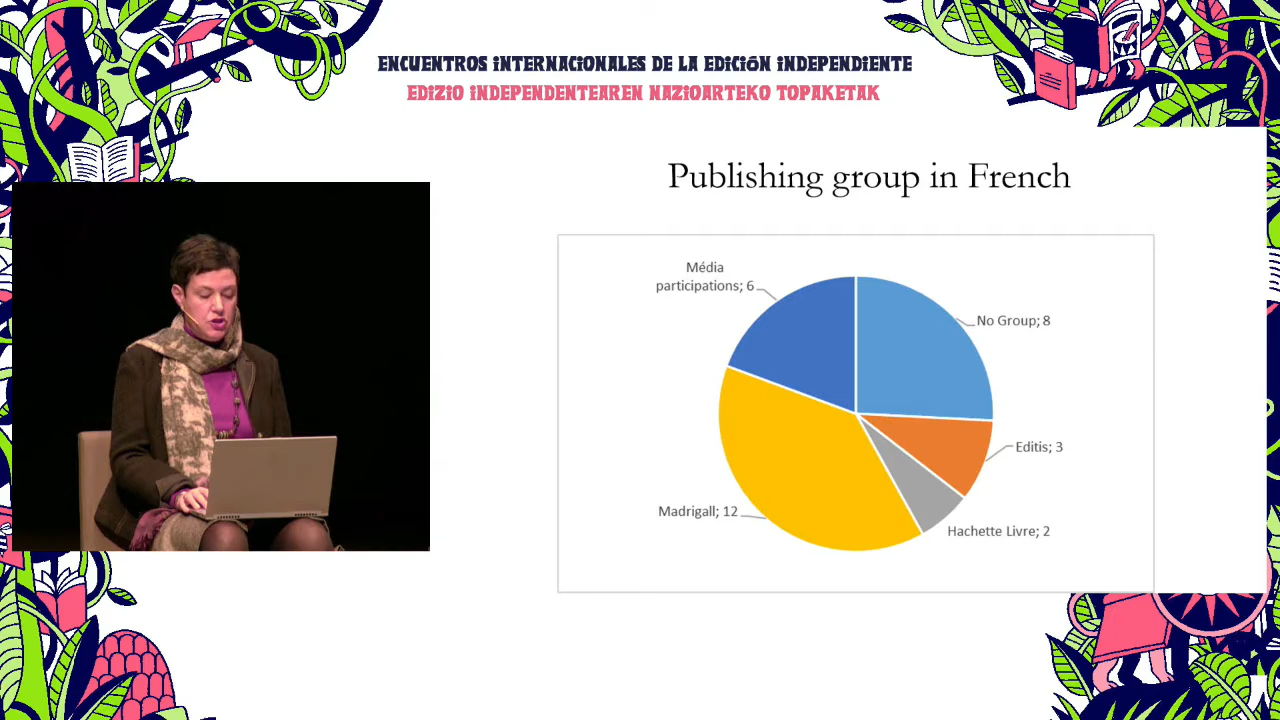 ENCUENTROS INTERNACIONALES DE LA EDICIÓN INDEPENDIENTE
EDIZIO INDEPENDENTEAREN NAZIOARTEKO TOPAKETAK
Publishing group in French
Média
participations; 6
No Group; 8
Editis; 3
Madrigall; 12
Hachette Livre; 2